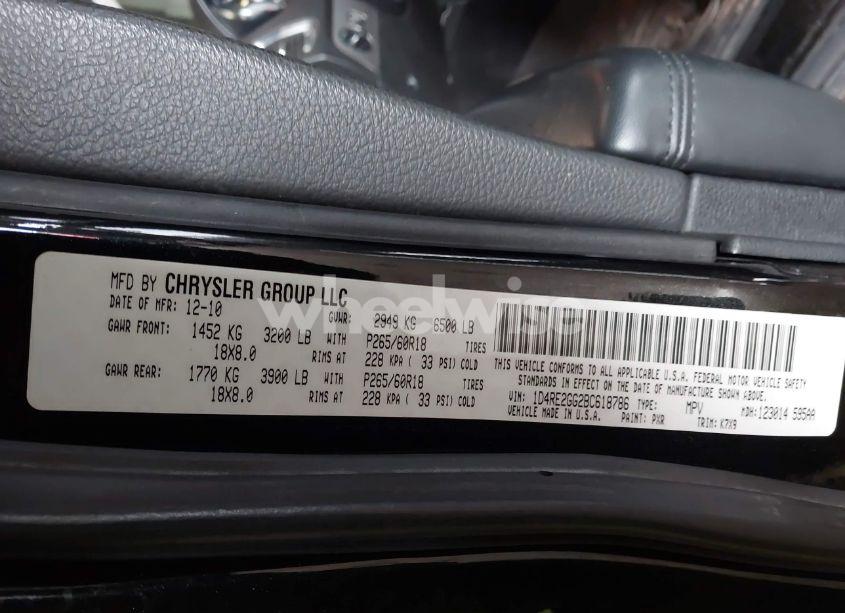 MFD BY CHRYSLER GROUP LLC
DATE OF MFR: 12-10 GVWR: 2949 KG 6500 LB
GAWR FRONT: 1452 KG 3200 LB WITH P265/60R18 TIRES
18X8.0 RIMS AT 228 KPA ( 33 PSI) COLD
GAWR REAR: 1770 KG 3900 LB WITH P265/60R18 TIRES
18X8.0 RIMS AT 228 KPA ( 33 PSI) COLD
THIS VEHICLE CONFORMS TO ALL APPLICABLE U.S.A. FEDERAL MOTOR VEHICLE SAFETY
STANDARDS IN EFFECT ON THE DATE OF MANUFACTURE SHOWN ABOVE.
VIN: 1D4RE2GG2BC618786 TYPE: MPV MDH: 123014 595AA
VEHICLE MADE IN U.S.A. PAINT: PXR TRIM: K7X9
wheelwise